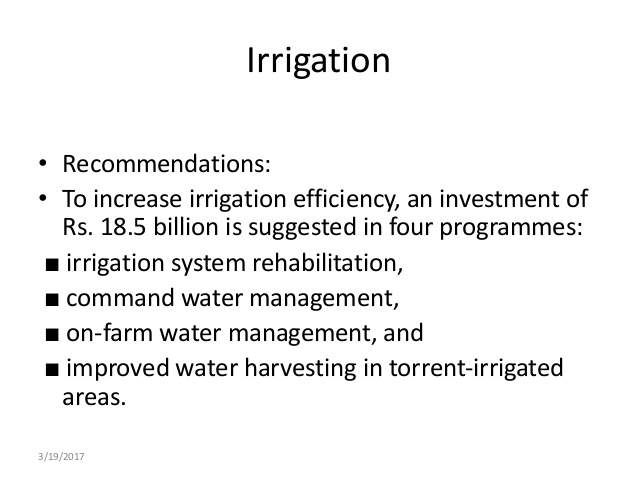 Irrigation
• Recommendations:
• To increase irrigation efficiency, an investment of
Rs. 18.5 billion is suggested in four programmes:
■ irrigation system rehabilitation,
■ command water management,
■ on-farm water management, and
■ improved water harvesting in torrent-irrigated
areas.
3/19/2017